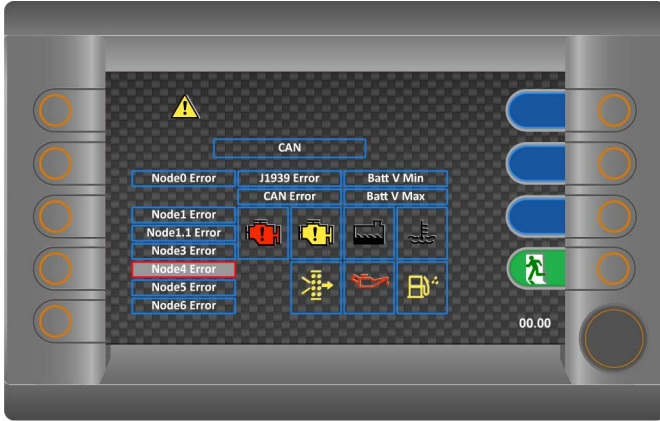 CAN
Node0 Error J1939 Error Batt V Min
CAN Error Batt V Max
Node1 Error
Node1.1 Error
Node3 Error
Node4 Error
Node5 Error
Node6 Error
00.00